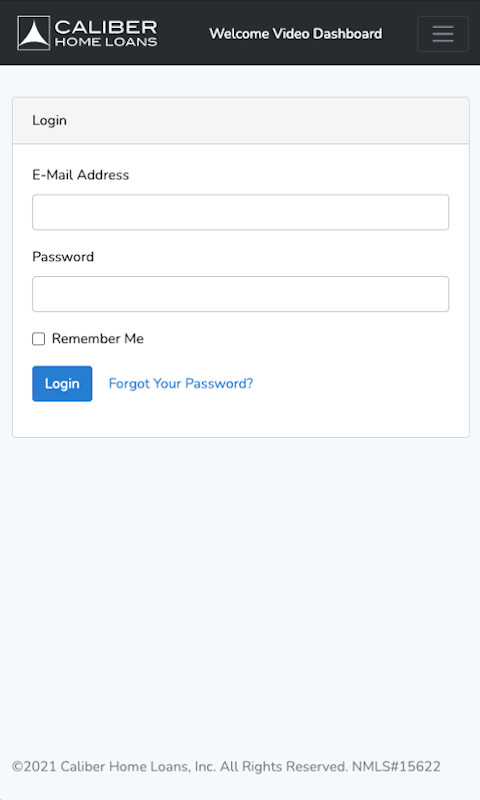 CALIBER
HOME LOANS
Welcome Video Dashboard
Login
E-Mail Address
Password
Remember Me
Login Forgot Your Password?
©2021 Caliber Home Loans, Inc. All Rights Reserved. NMLS#15622